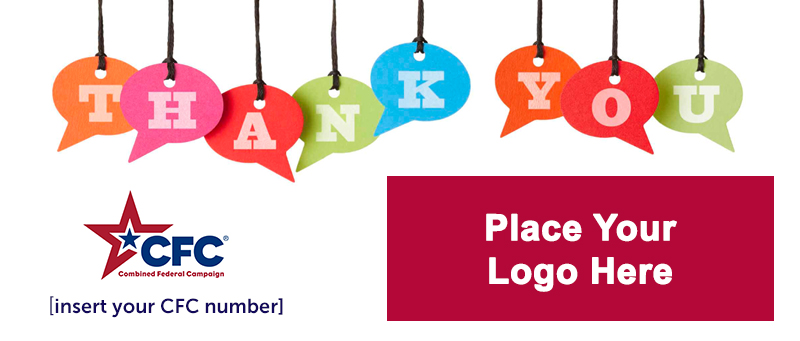 THANK YOU
CFC®
Combined Federal Campaign
[insert your CFC number]
Place Your
Logo Here